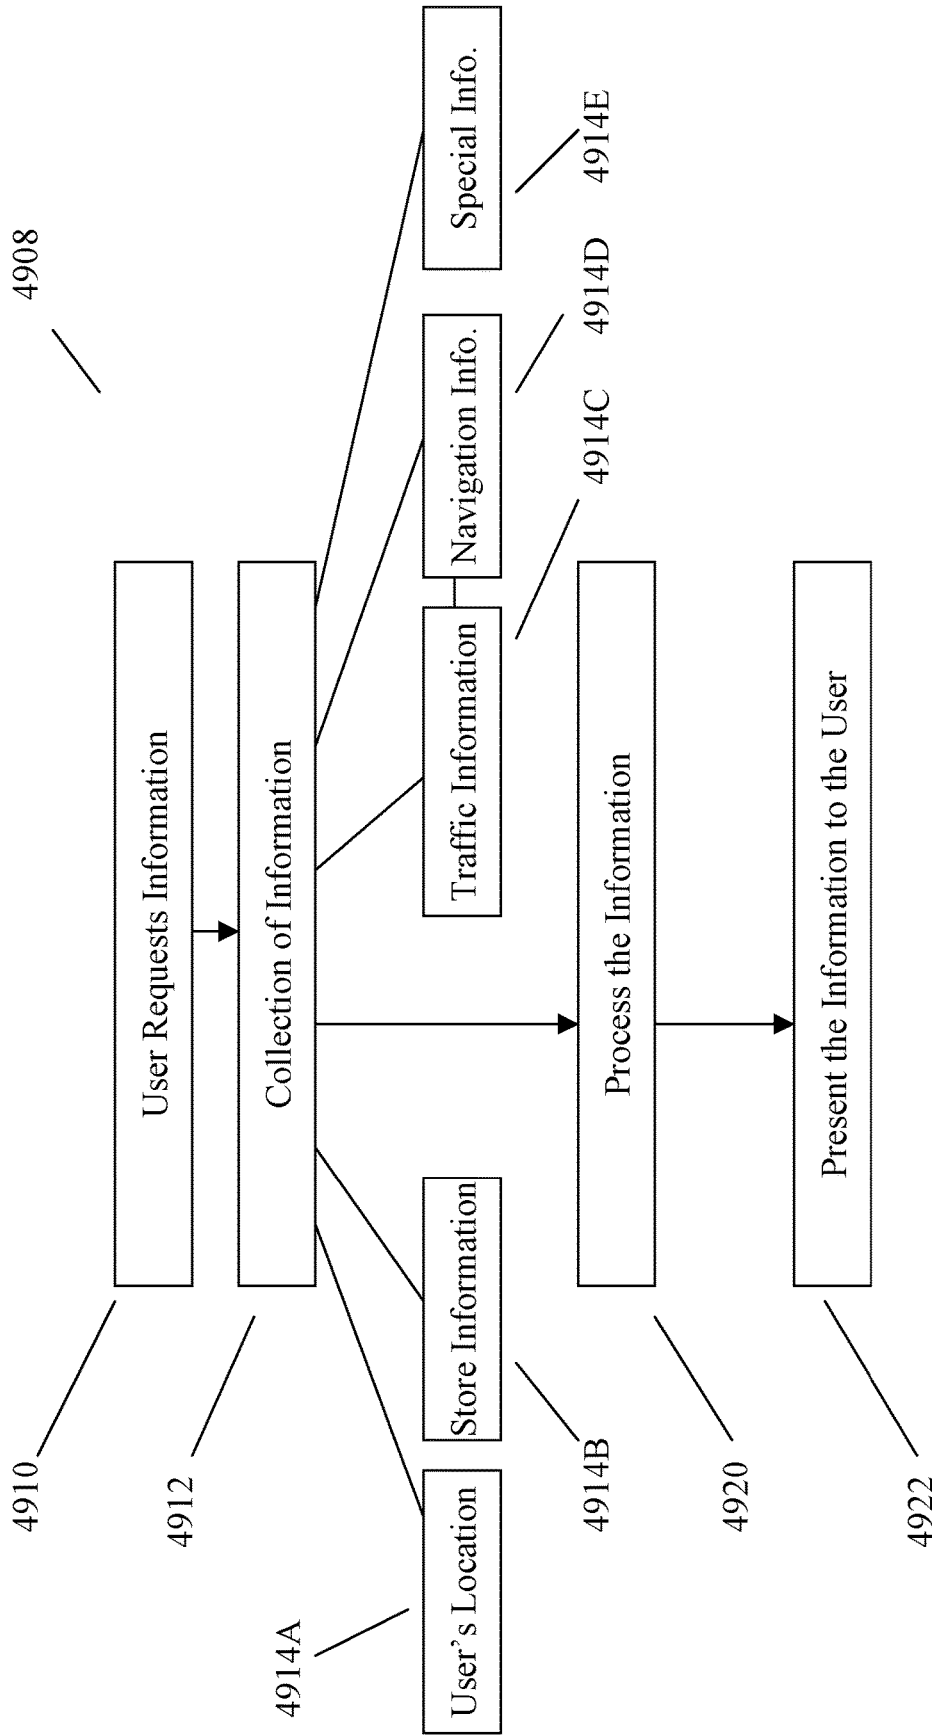 4908
4910
User Requests Information
4912
Collection of Information
4914A
User's Location
Store Information
Traffic Information
Navigation Info.
Special Info.
4914B
4914C
4914D
4914E
Process the Information
4920
Present the Information to the User
4922